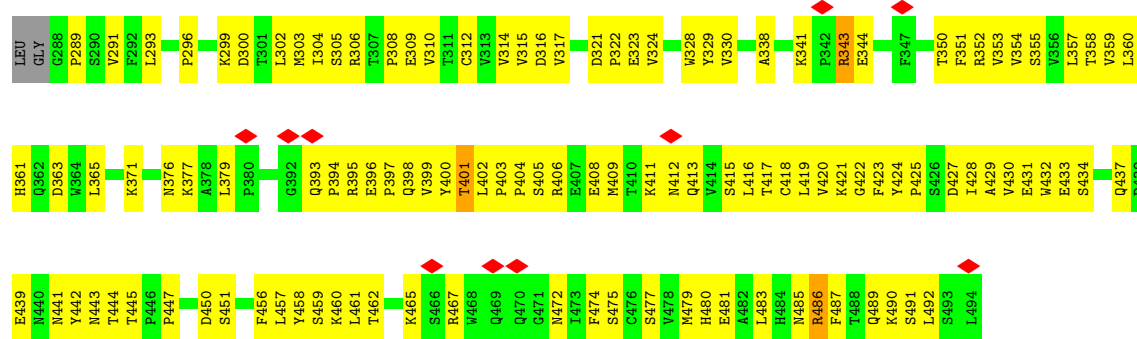 LEU GLY G288 P289 S290 V291 F292 L293 P296 K299 D300 T301 L302 M303 I304 S305 R306 T307 P308 E309 V310 T311 C312 V313 V314 V315 D316 V317 D321 P322 E323 V324 W328 Y329 V330 A338 K341 P342 R343 E344 F347 T350 F351 R352 V353 V354 S355 V356 L357 T358 V359 L360
H361 Q362 D363 W364 L365 K371 N376 K377 A378 L379 P380 G392 Q393 P394 R395 E396 P397 Q398 V399 Y400 T401 L402 P403 P404 S405 R406 E407 E408 M409 T410 K411 N412 Q413 V414 S415 L416 T417 C418 L419 V420 K421 G422 F423 Y424 P425 S426 D427 I428 A429 V430 E431 W432 E433 S434 Q437
E439 N440 N441 Y442 N443 T444 T445 P446 P447 D450 S451 F456 L457 Y458 S459 K460 L461 T462 K465 S466 R467 W468 Q469 Q470 G471 N472 I473 F474 S475 C476 S477 V478 M479 H480 E481 A482 L483 H484 N485 R486 F487 T488 Q489 K490 S491 L492 S493 L494